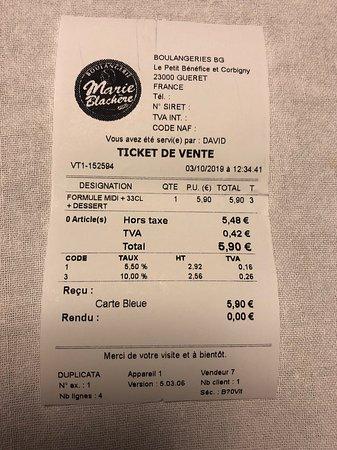 BOULANGERIE
Marie
Blachère
BOULANGERIES BG
Le Petit Bénéfice et Corbigny
23000 GUERET
FRANCE
Tél. :
N° SIRET :
TVA INT. :
CODE NAF :
Vous avez été servi(e) par : DAVID
TICKET DE VENTE
VT1-152594 03/10/2019 à 12:34:41
DESIGNATION QTE P.U. (€) TOTAL T
FORMULE MIDI + 33CL 1 5,90 5,90 3
+ DESSERT
0 Article(s) Hors taxe 5,48 €
TVA 0,42 €
Total 5,90 €
CODE TAUX HT TVA
1 5,50 % 2,92 0,16
3 10,00 % 2,56 0,26
Reçu :
Carte Bleue 5,90 €
Rendu : 0,00 €
Merci de votre visite et à bientôt.
DUPLICATA Appareil 1 Vendeur 7
N° ex. : 1 Version : 5.03.06 Nb client : 1
Nb lignes : 4 Séc. : B70VII